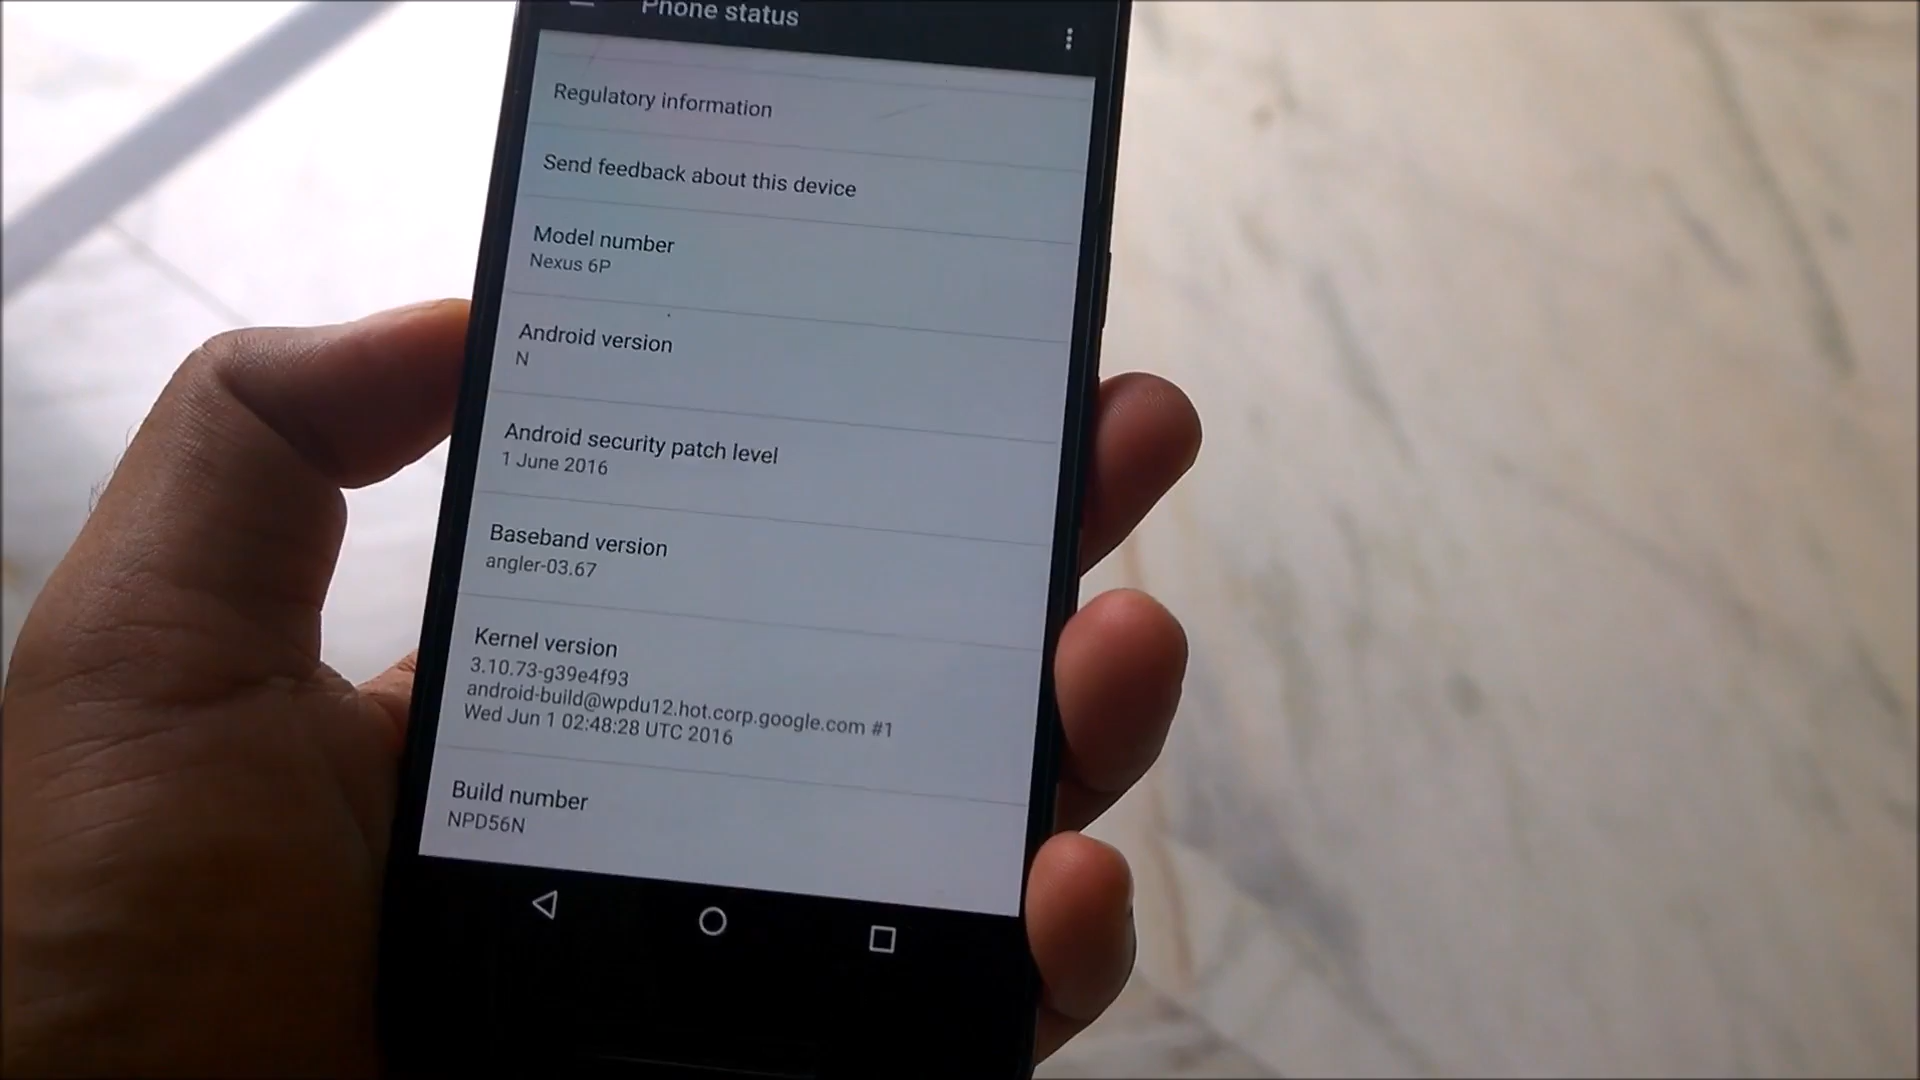 Phone status
Regulatory information
Send feedback about this device
Model number
Nexus 6P
Android version
N
Android security patch level
1 June 2016
Baseband version
angler-03.67
Kernel version
3.10.73-g39e4f93
android-build@wpdu12.hot.corp.google.com #1
Wed Jun 1 02:48:28 UTC 2016
Build number
NPD56N